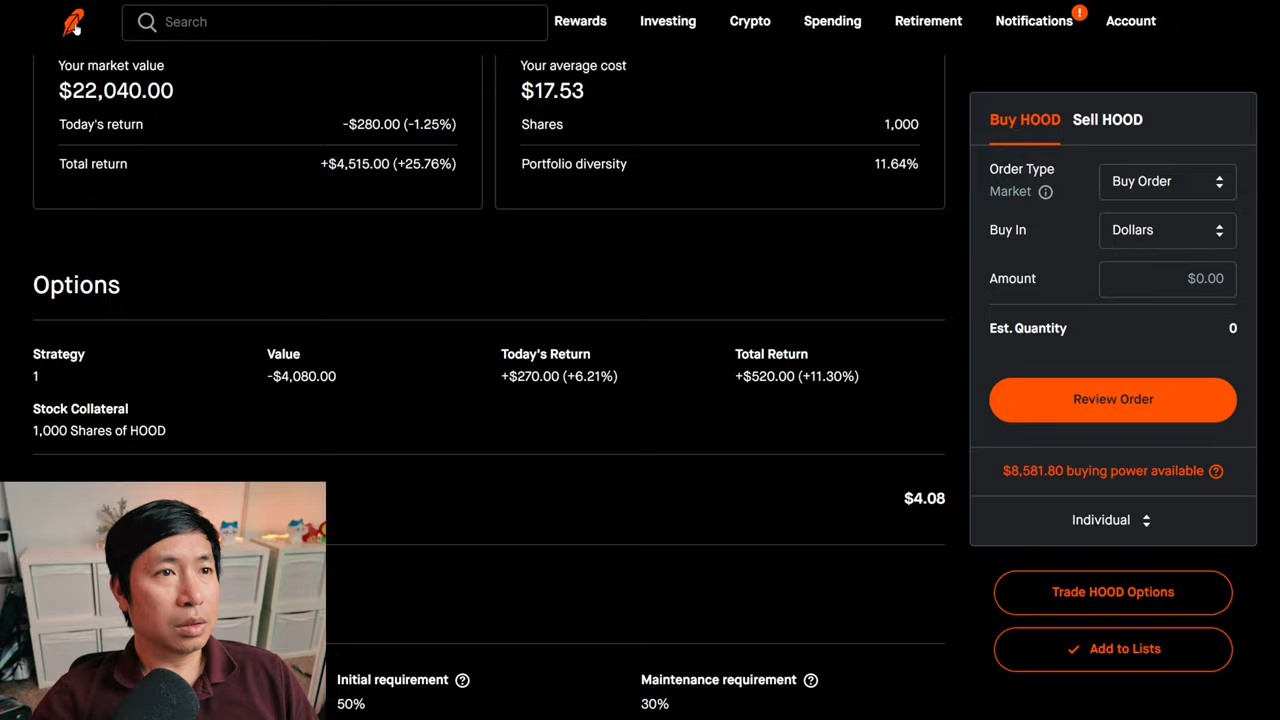 Search
Rewards
Investing
Crypto
Spending
Retirement
Notifications
!
Account
Your market value
$22,040.00
Today's return
-$280.00 (-1.25%)
Total return
+$4,515.00 (+25.76%)
Your average cost
$17.53
Shares
1,000
Portfolio diversity
11.64%
Options
Strategy
Value
Today's Return
Total Return
1
-$4,080.00
+$270.00 (+6.21%)
+$520.00 (+11.30%)
Stock Collateral
1,000 Shares of HOOD
$4.08
Initial requirement ?
Maintenance requirement ?
50%
30%
Buy HOOD
Sell HOOD
Order Type
Market i
Buy Order
Buy In
Dollars
Amount
$0.00
Est. Quantity
0
Review Order
$8,581.80 buying power available ?
Individual
Trade HOOD Options
Add to Lists